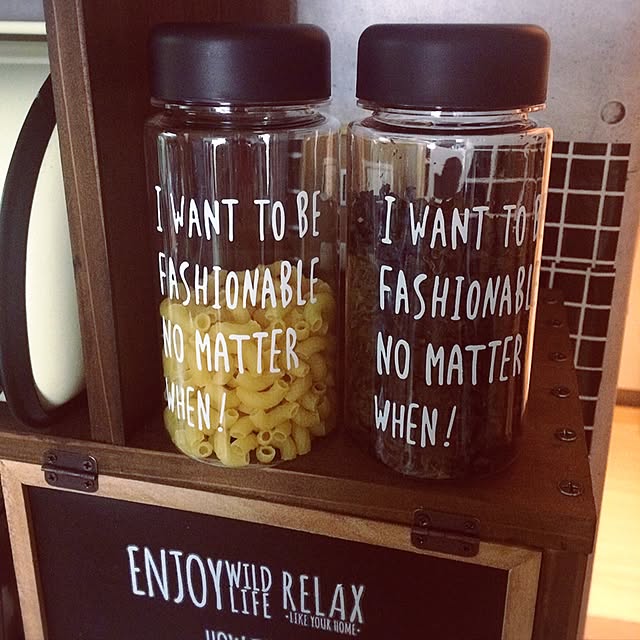 I WANT TO BE
FASHIONABLE
NO MATTER
WHEN!
I WANT TO
FASHIONABL
NO MATTER
WHEN!
ENJOY WILD LIFE RELAX
·LIKE YOUR HOME·